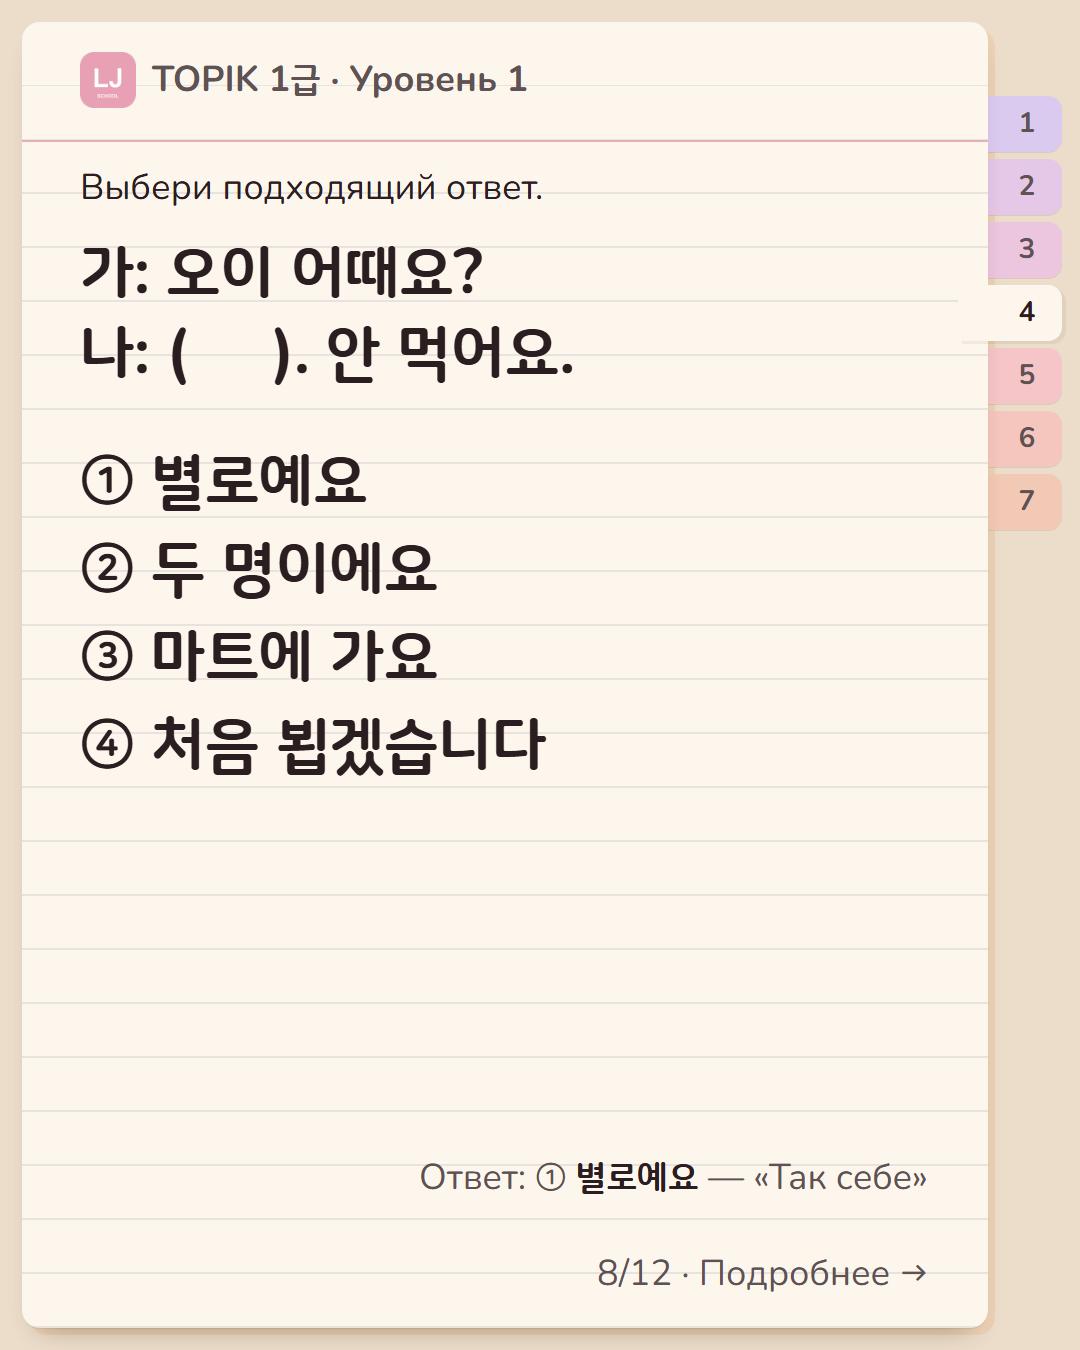 LJ
SCHOOL
TOPIK 1급 · Уровень 1
Выбери подходящий ответ.
가: 오이 어때요?
나: ( ). 안 먹어요.
① 별로예요
② 두 명이에요
③ 마트에 가요
④ 처음 뵙겠습니다
Ответ: ① 별로예요 — «Так себе»
8/12 · Подробнее →
1
2
3
4
5
6
7